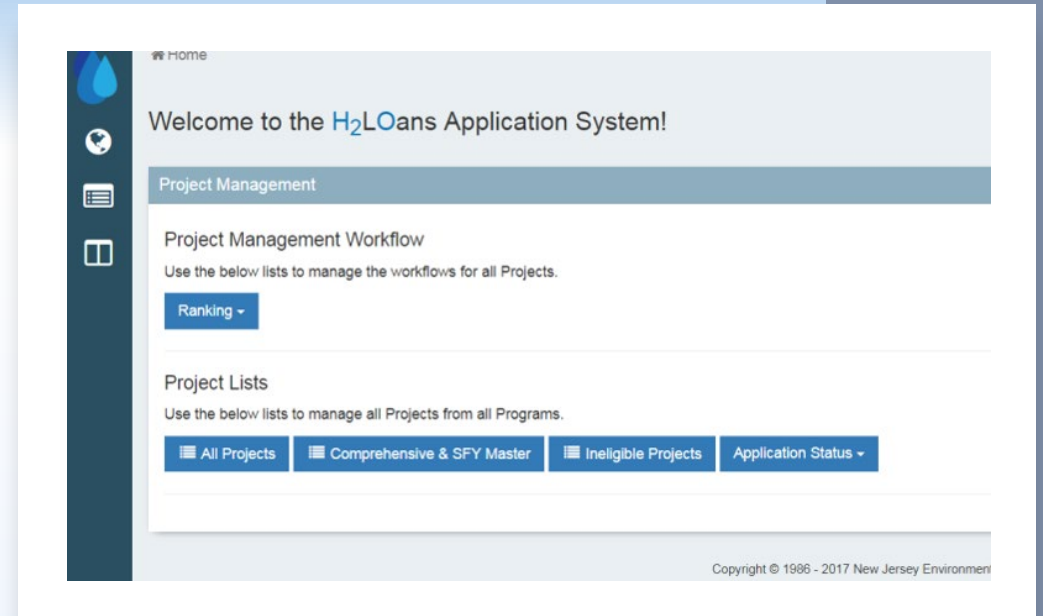 Home
Welcome to the H₂LOans Application System!
Project Management
Project Management Workflow
Use the below lists to manage the workflows for all Projects.
Ranking
Project Lists
Use the below lists to manage all Projects from all Programs.
All Projects Comprehensive & SFY Master Ineligible Projects Application Status
Copyright © 1986 - 2017 New Jersey Environment